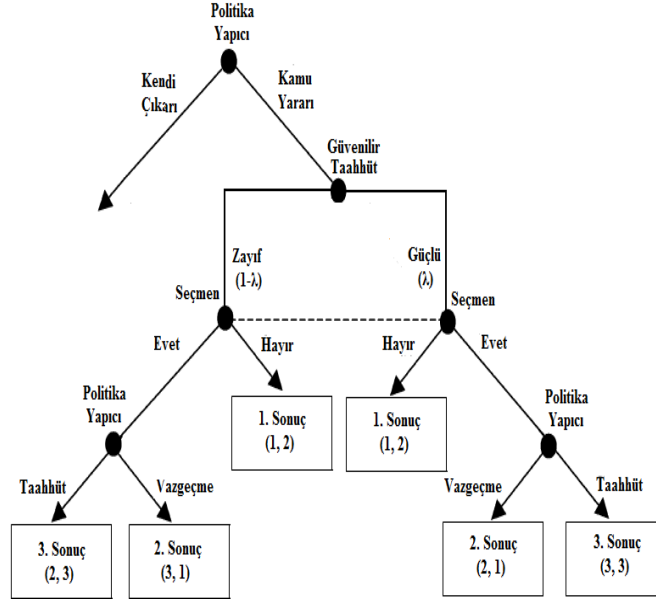 Politika
Yapıcı
Kendi
Çıkarı
Kamu
Yararı
Güvenilir
Taahhüt
Zayıf
(1-λ)
Güçlü
(λ)
Seçmen
Seçmen
Evet
Hayır
Hayır
Evet
Politika
Yapıcı
1. Sonuç
(1, 2)
1. Sonuç
(1, 2)
Politika
Yapıcı
Taahhüt
Vazgeçme
Vazgeçme
Taahhüt
3. Sonuç
(2, 3)
2. Sonuç
(3, 1)
2. Sonuç
(2, 1)
3. Sonuç
(3, 3)